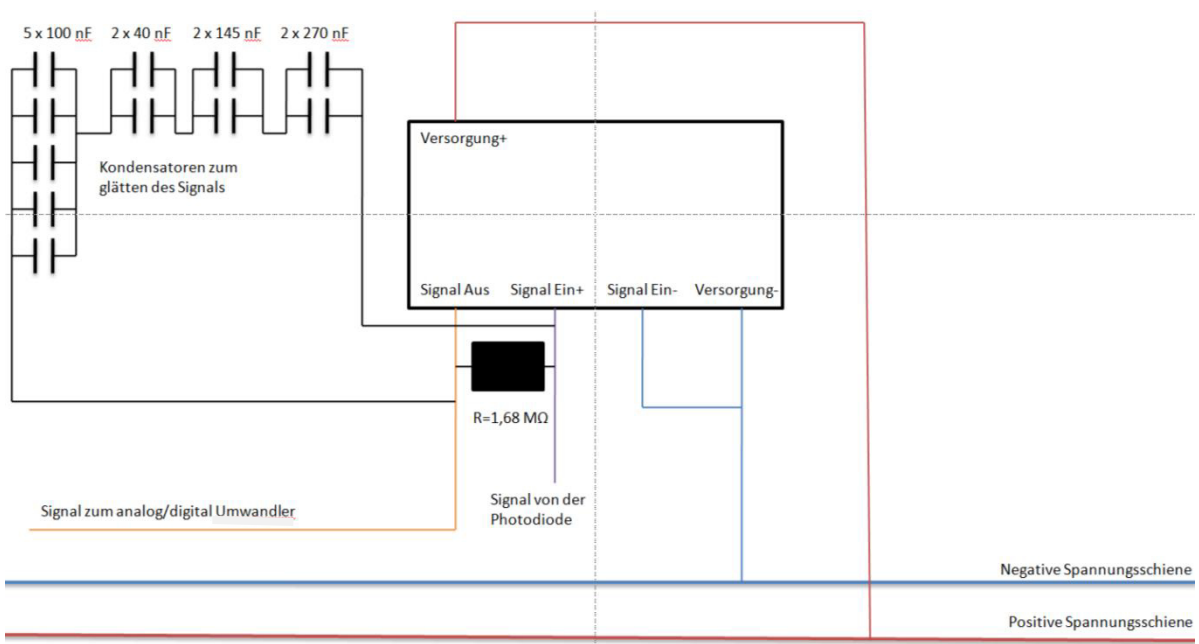 5 x 100 nF
2 x 40 nF
2 x 145 nF
2 x 270 nF
Kondensatoren zum
glätten des Signals
Versorgung+
Signal Aus
Signal Ein+
Signal Ein-
Versorgung-
R=1,68 MΩ
Signal von der
Photodiode
Signal zum analog/digital Umwandler
Negative Spannungsschiene
Positive Spannungsschiene